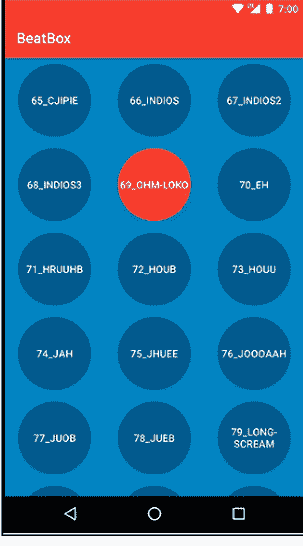 7:00
BeatBox
65_CJIPIE
66_INDIOS
67_INDIOS2
68_INDIOS3
69_OHM-LOKO
70_EH
71_HRUUHB
72_HOUB
73_HOUU
74_JAH
75_JHUEE
76_JOODAAH
77_JUOB
78_JUEB
79_LONG-
SCREAM